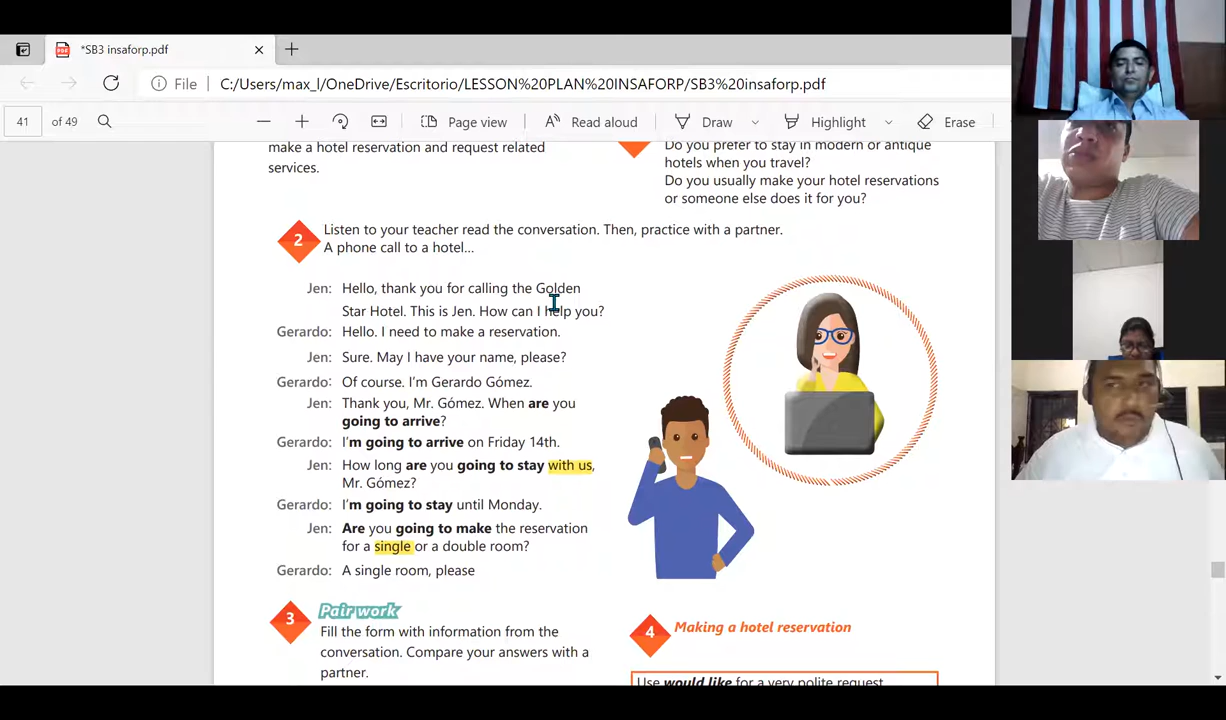 *SB3 insaforp.pdf
File
C:/Users/max_l/OneDrive/Escritorio/LESSON%20PLAN%20INSAFORP/SB3%20insaforp.pdf
41
of 49
Page view
Read aloud
Draw
Highlight
Erase
make a hotel reservation and request related
services.
Do you prefer to stay in modern or antique
hotels when you travel?
Do you usually make your hotel reservations
or someone else does it for you?
2
Listen to your teacher read the conversation. Then, practice with a partner.
A phone call to a hotel...
Jen: Hello, thank you for calling the Golden
Star Hotel. This is Jen. How can I help you?
Gerardo: Hello. I need to make a reservation.
Jen: Sure. May I have your name, please?
Gerardo: Of course. I'm Gerardo Gómez.
Jen: Thank you, Mr. Gómez. When are you
going to arrive?
Gerardo: I'm going to arrive on Friday 14th.
Jen: How long are you going to stay with us,
Mr. Gómez?
Gerardo: I'm going to stay until Monday.
Jen: Are you going to make the reservation
for a single or a double room?
Gerardo: A single room, please
3
Pair work
Fill the form with information from the
conversation. Compare your answers with a
partner.
4
Making a hotel reservation
Use would like for a very polite request